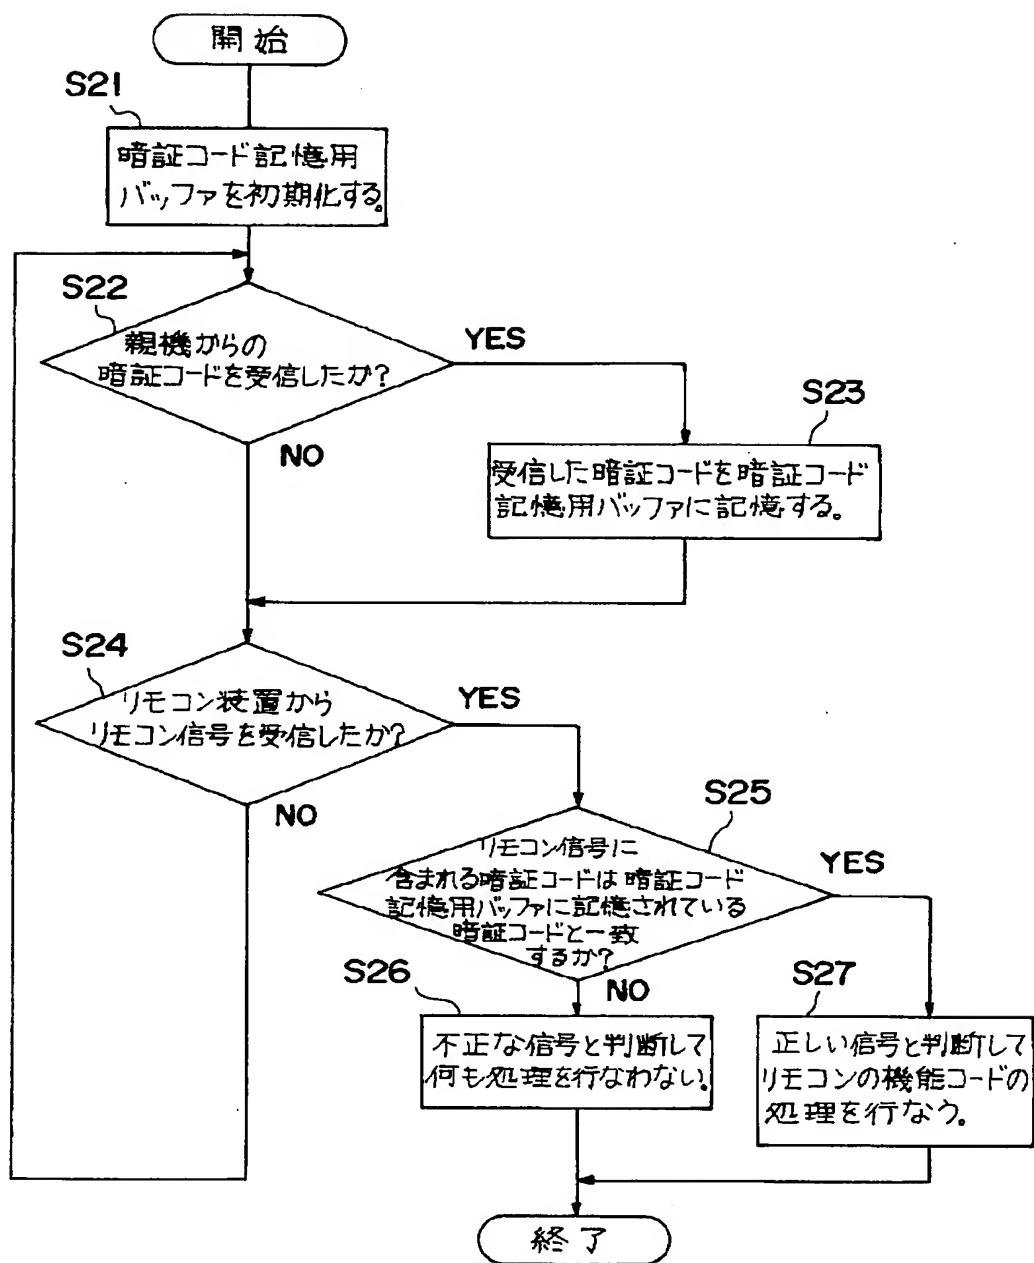 開始
S21
暗証コード記憶用
バッファを初期化する。
S22
親機からの
暗証コードを受信したか?
YES
NO
S23
受信した暗証コードを暗証コード
記憶用バッファに記憶する。
S24
リモコン装置から
リモコン信号を受信したか?
YES
NO
S25
リモコン信号に
含まれる暗証コードは暗証コード
記憶用バッファに記憶されている
暗証コードと一致
するか?
YES
NO
S26
不正な信号と判断して
何も処理を行なわない。
S27
正しい信号と判断して
リモコンの機能コードの
処理を行なう。
終了